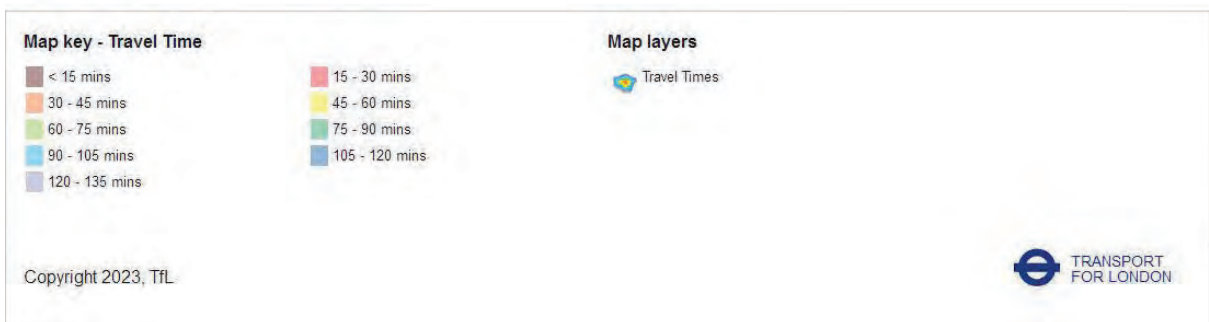 Map key - Travel Time
< 15 mins
30 - 45 mins
60 - 75 mins
90 - 105 mins
120 - 135 mins
15 - 30 mins
45 - 60 mins
75 - 90 mins
105 - 120 mins
Map layers
Travel Times
Copyright 2023, TfL
TRANSPORT
FOR LONDON